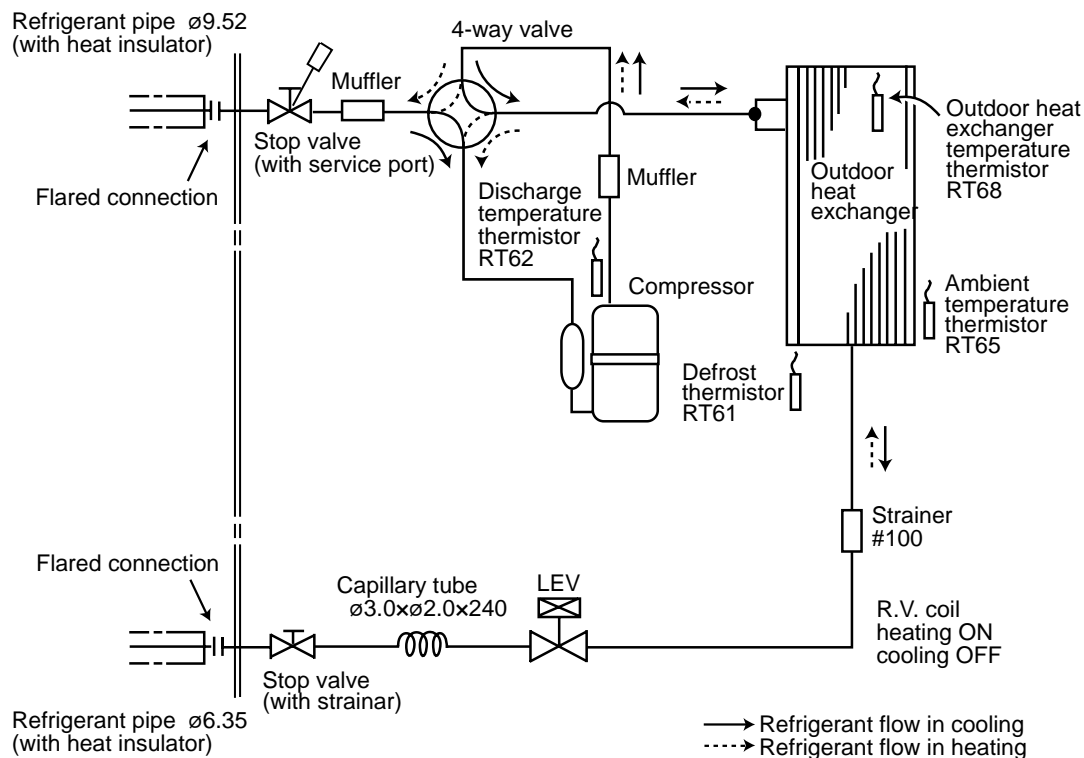 Refrigerant pipe ø9.52
(with heat insulator)
4-way valve
Muffler
Stop valve
(with service port)
Flared connection
Discharge
temperature
thermistor
RT62
Muffler
Compressor
Outdoor
heat
exchanger
Outdoor heat
exchanger
temperature
thermistor
RT68
Ambient
temperature
thermistor
RT65
Defrost
thermistor
RT61
Strainer
#100
Flared connection
Capillary tube
ø3.0×ø2.0×240
LEV
R.V. coil
heating ON
cooling OFF
Stop valve
(with strainar)
Refrigerant pipe ø6.35
(with heat insulator)
Refrigerant flow in cooling
Refrigerant flow in heating